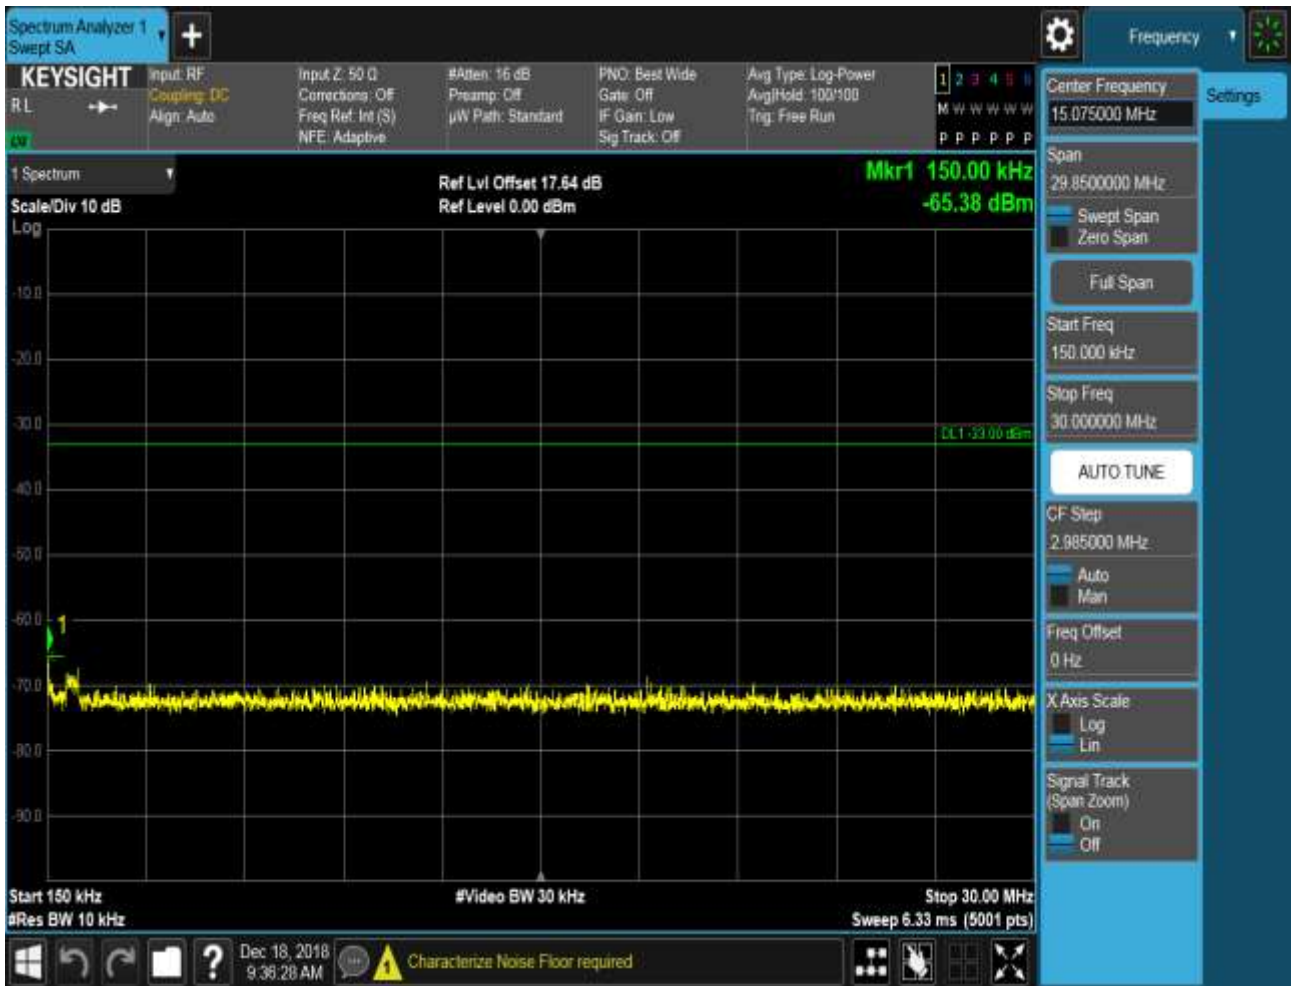 Spectrum Analyzer 1
Swept SA
Frequency
KEYSIGHT
RL
Input: RF
Coupling: DC
Align: Auto
Input Z: 50 Ω
Corrections: Off
Freq Ref: Int (S)
NFE: Adaptive
#Atten: 16 dB
Preamp: Off
µW Path: Standard
PNO: Best Wide
Gate: Off
IF Gain: Low
Sig Track: Off
Avg Type: Log-Power
Avg|Hold: 100/100
Trig: Free Run
1 2 3 4 5 6
M W W W W W
P P P P P P
1 Spectrum
Scale/Div 10 dB
Log
Ref Lvl Offset 17.64 dB
Ref Level 0.00 dBm
Mkr1 150.00 kHz
-65.38 dBm
-10.0
-20.0
-30.0
DL1 -33.00 dBm
-40.0
-50.0
-60.0
1
-70.0
-80.0
-90.0
Start 150 kHz
#Video BW 30 kHz
Stop 30.00 MHz
#Res BW 10 kHz
Sweep 6.33 ms (5001 pts)
Center Frequency
15.075000 MHz
Settings
Span
29.8500000 MHz
Swept Span
Zero Span
Full Span
Start Freq
150.000 kHz
Stop Freq
30.000000 MHz
AUTO TUNE
CF Step
2.985000 MHz
Auto
Man
Freq Offset
0 Hz
X Axis Scale
Log
Lin
Signal Track
(Span Zoom)
On
Off
?
Dec 18, 2018
9:36:28 AM
1
Characterize Noise Floor required